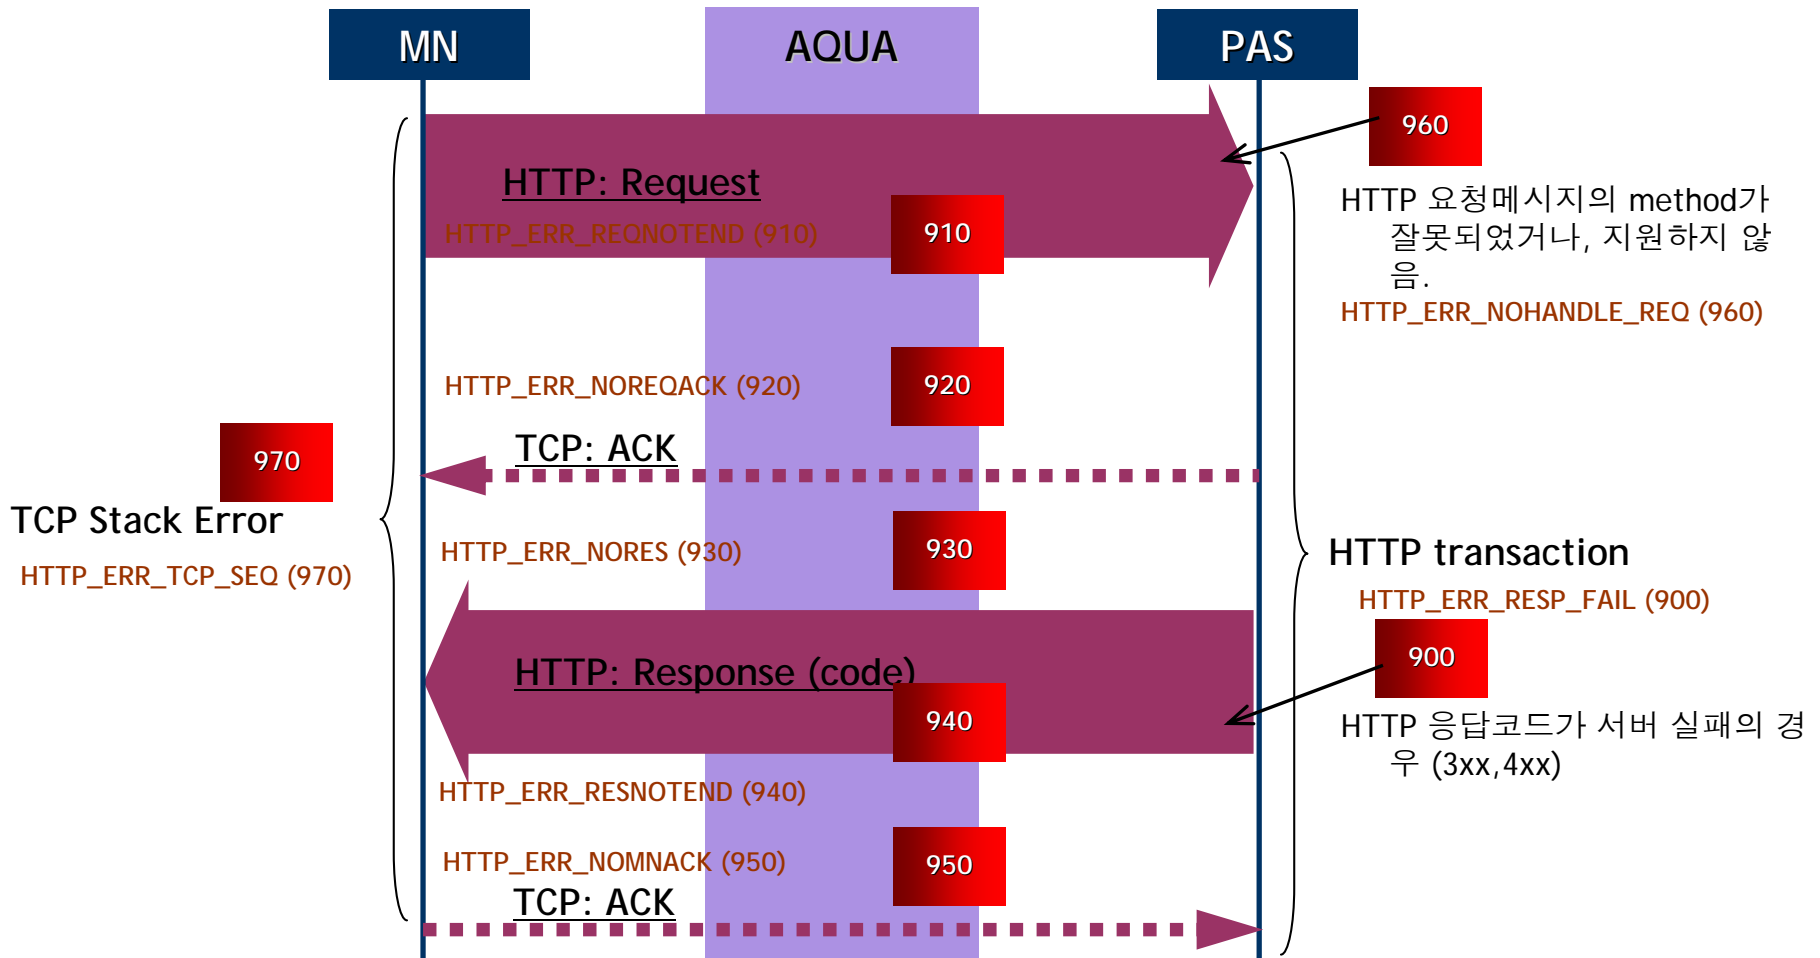 MN
AQUA
PAS
960
HTTP: Request
HTTP 요청메시지의 method가
잘못되었거나, 지원하지 않
음.
HTTP_ERR_REQNOTEND (910)
910
HTTP_ERR_NOHANDLE_REQ (960)
HTTP_ERR_NOREQACK (920)
920
970
TCP: ACK
TCP Stack Error
HTTP_ERR_TCP_SEQ (970)
HTTP_ERR_NORES (930)
930
HTTP transaction
HTTP_ERR_RESP_FAIL (900)
900
HTTP: Response (code)
940
HTTP 응답코드가 서버 실패의 경
우 (3xx,4xx)
HTTP_ERR_RESNOTEND (940)
HTTP_ERR_NOMNACK (950)
950
TCP: ACK